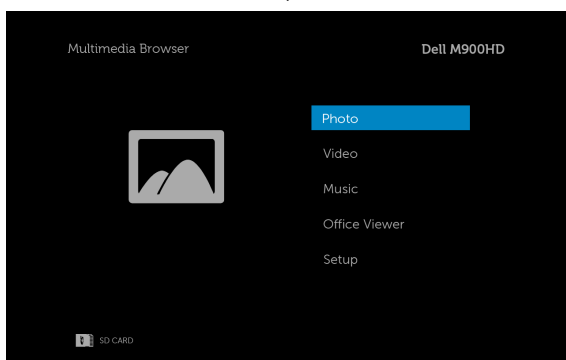 Multimedia Browser
Dell M900HD
Photo
Video
Music
Office Viewer
Setup
SD CARD